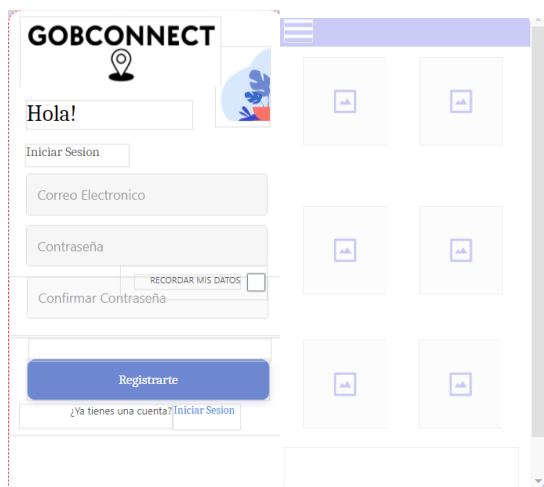 GOBCONNECT
Hola!
Iniciar Sesion
Correo Electronico
Contraseña
RECORDAR MIS DATOS
Confirmar Contraseña
Registrarte
¿Ya tienes una cuenta? Iniciar Sesion